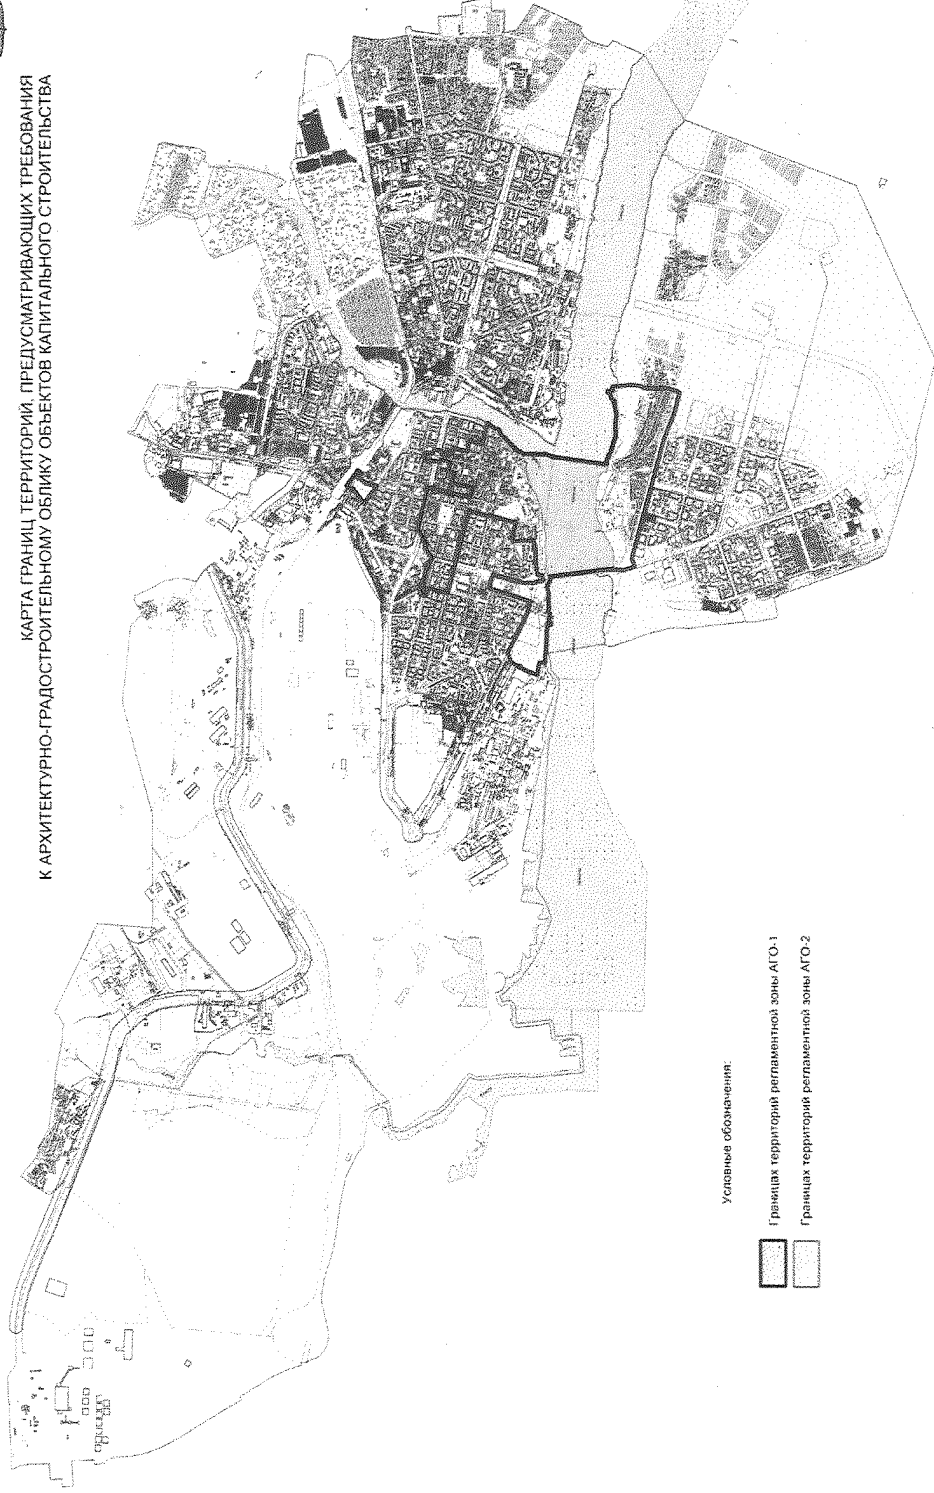 КАРТА ГРАНИЦ ТЕРРИТОРИЙ, ПРЕДУСМАТРИВАЮЩИХ ТРЕБОВАНИЯ
К АРХИТЕКТУРНО-ГРАДОСТРОИТЕЛЬНОМУ ОБЛИКУ ОБЪЕКТОВ КАПИТАЛЬНОГО СТРОИТЕЛЬСТВА
Условные обозначения:
Границах территорий регламентной зоны АГО-1
Границах территорий регламентной зоны АГО-2